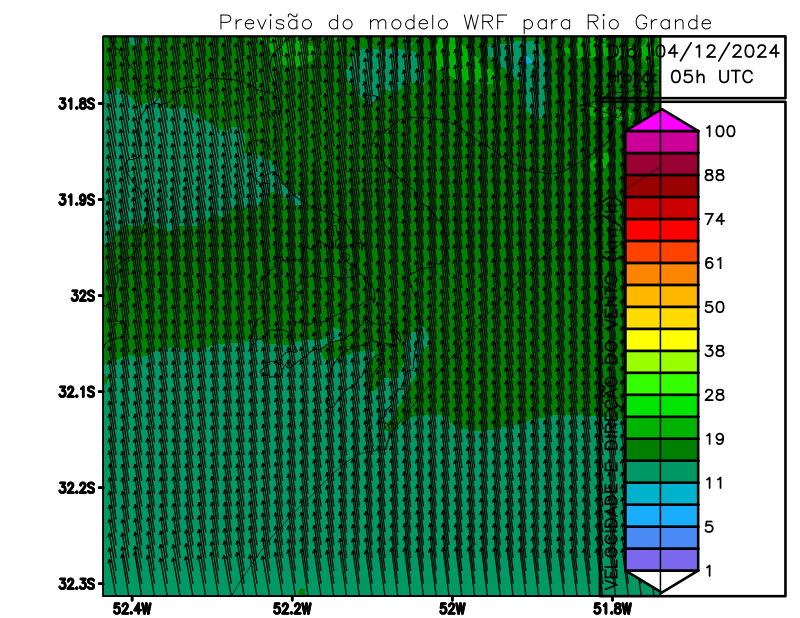 Previsão do modelo WRF para Rio Grande
Dia: 04/12/2024
Hora: 05h UTC
31.8S
31.9S
32S
32.1S
32.2S
32.3S
52.4W
52.2W
52W
51.8W
VELOCIDADE E DIREÇÃO DO VENTO (km/h)
100
88
74
61
50
38
28
19
11
5
1